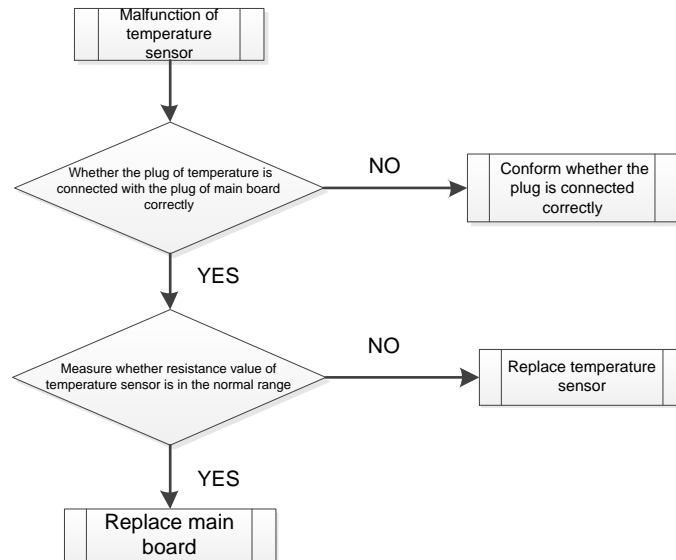 Malfunction of
temperature
sensor
Whether the plug of temperature is
connected with the plug of main board
correctly
NO
Conform whether the
plug is connected
correctly
YES
Measure whether resistance value of
temperature sensor is in the normal range
NO
Replace temperature
sensor
YES
Replace main
board